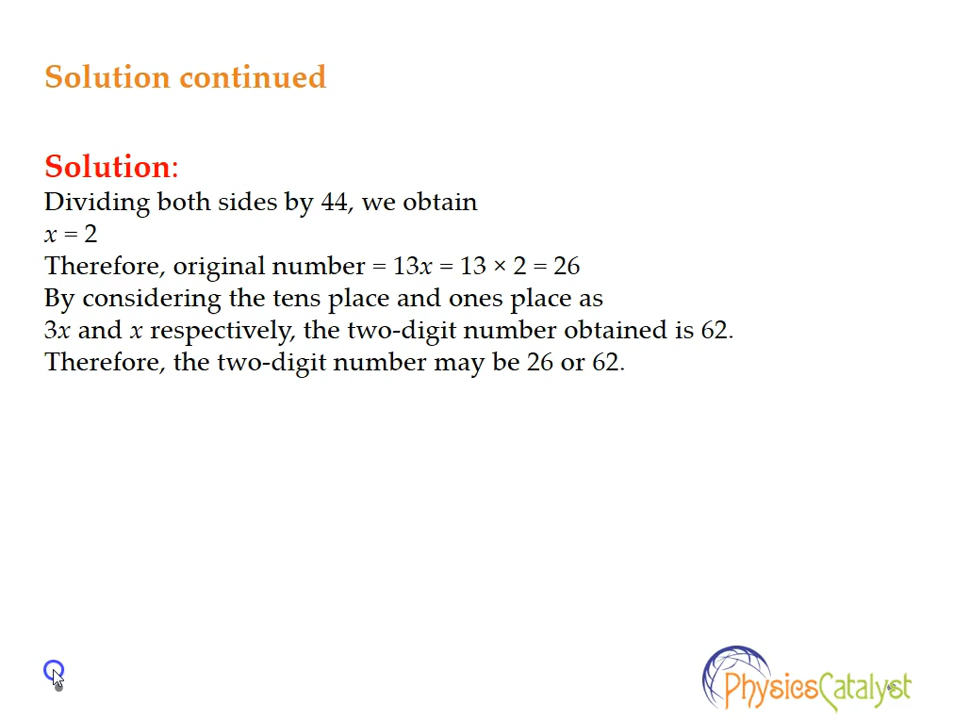 Solution continued
Solution:
Dividing both sides by 44, we obtain
x = 2
Therefore, original number = 13x = 13 × 2 = 26
By considering the tens place and ones place as
3x and x respectively, the two-digit number obtained is 62.
Therefore, the two-digit number may be 26 or 62.
PhysicsCatalyst